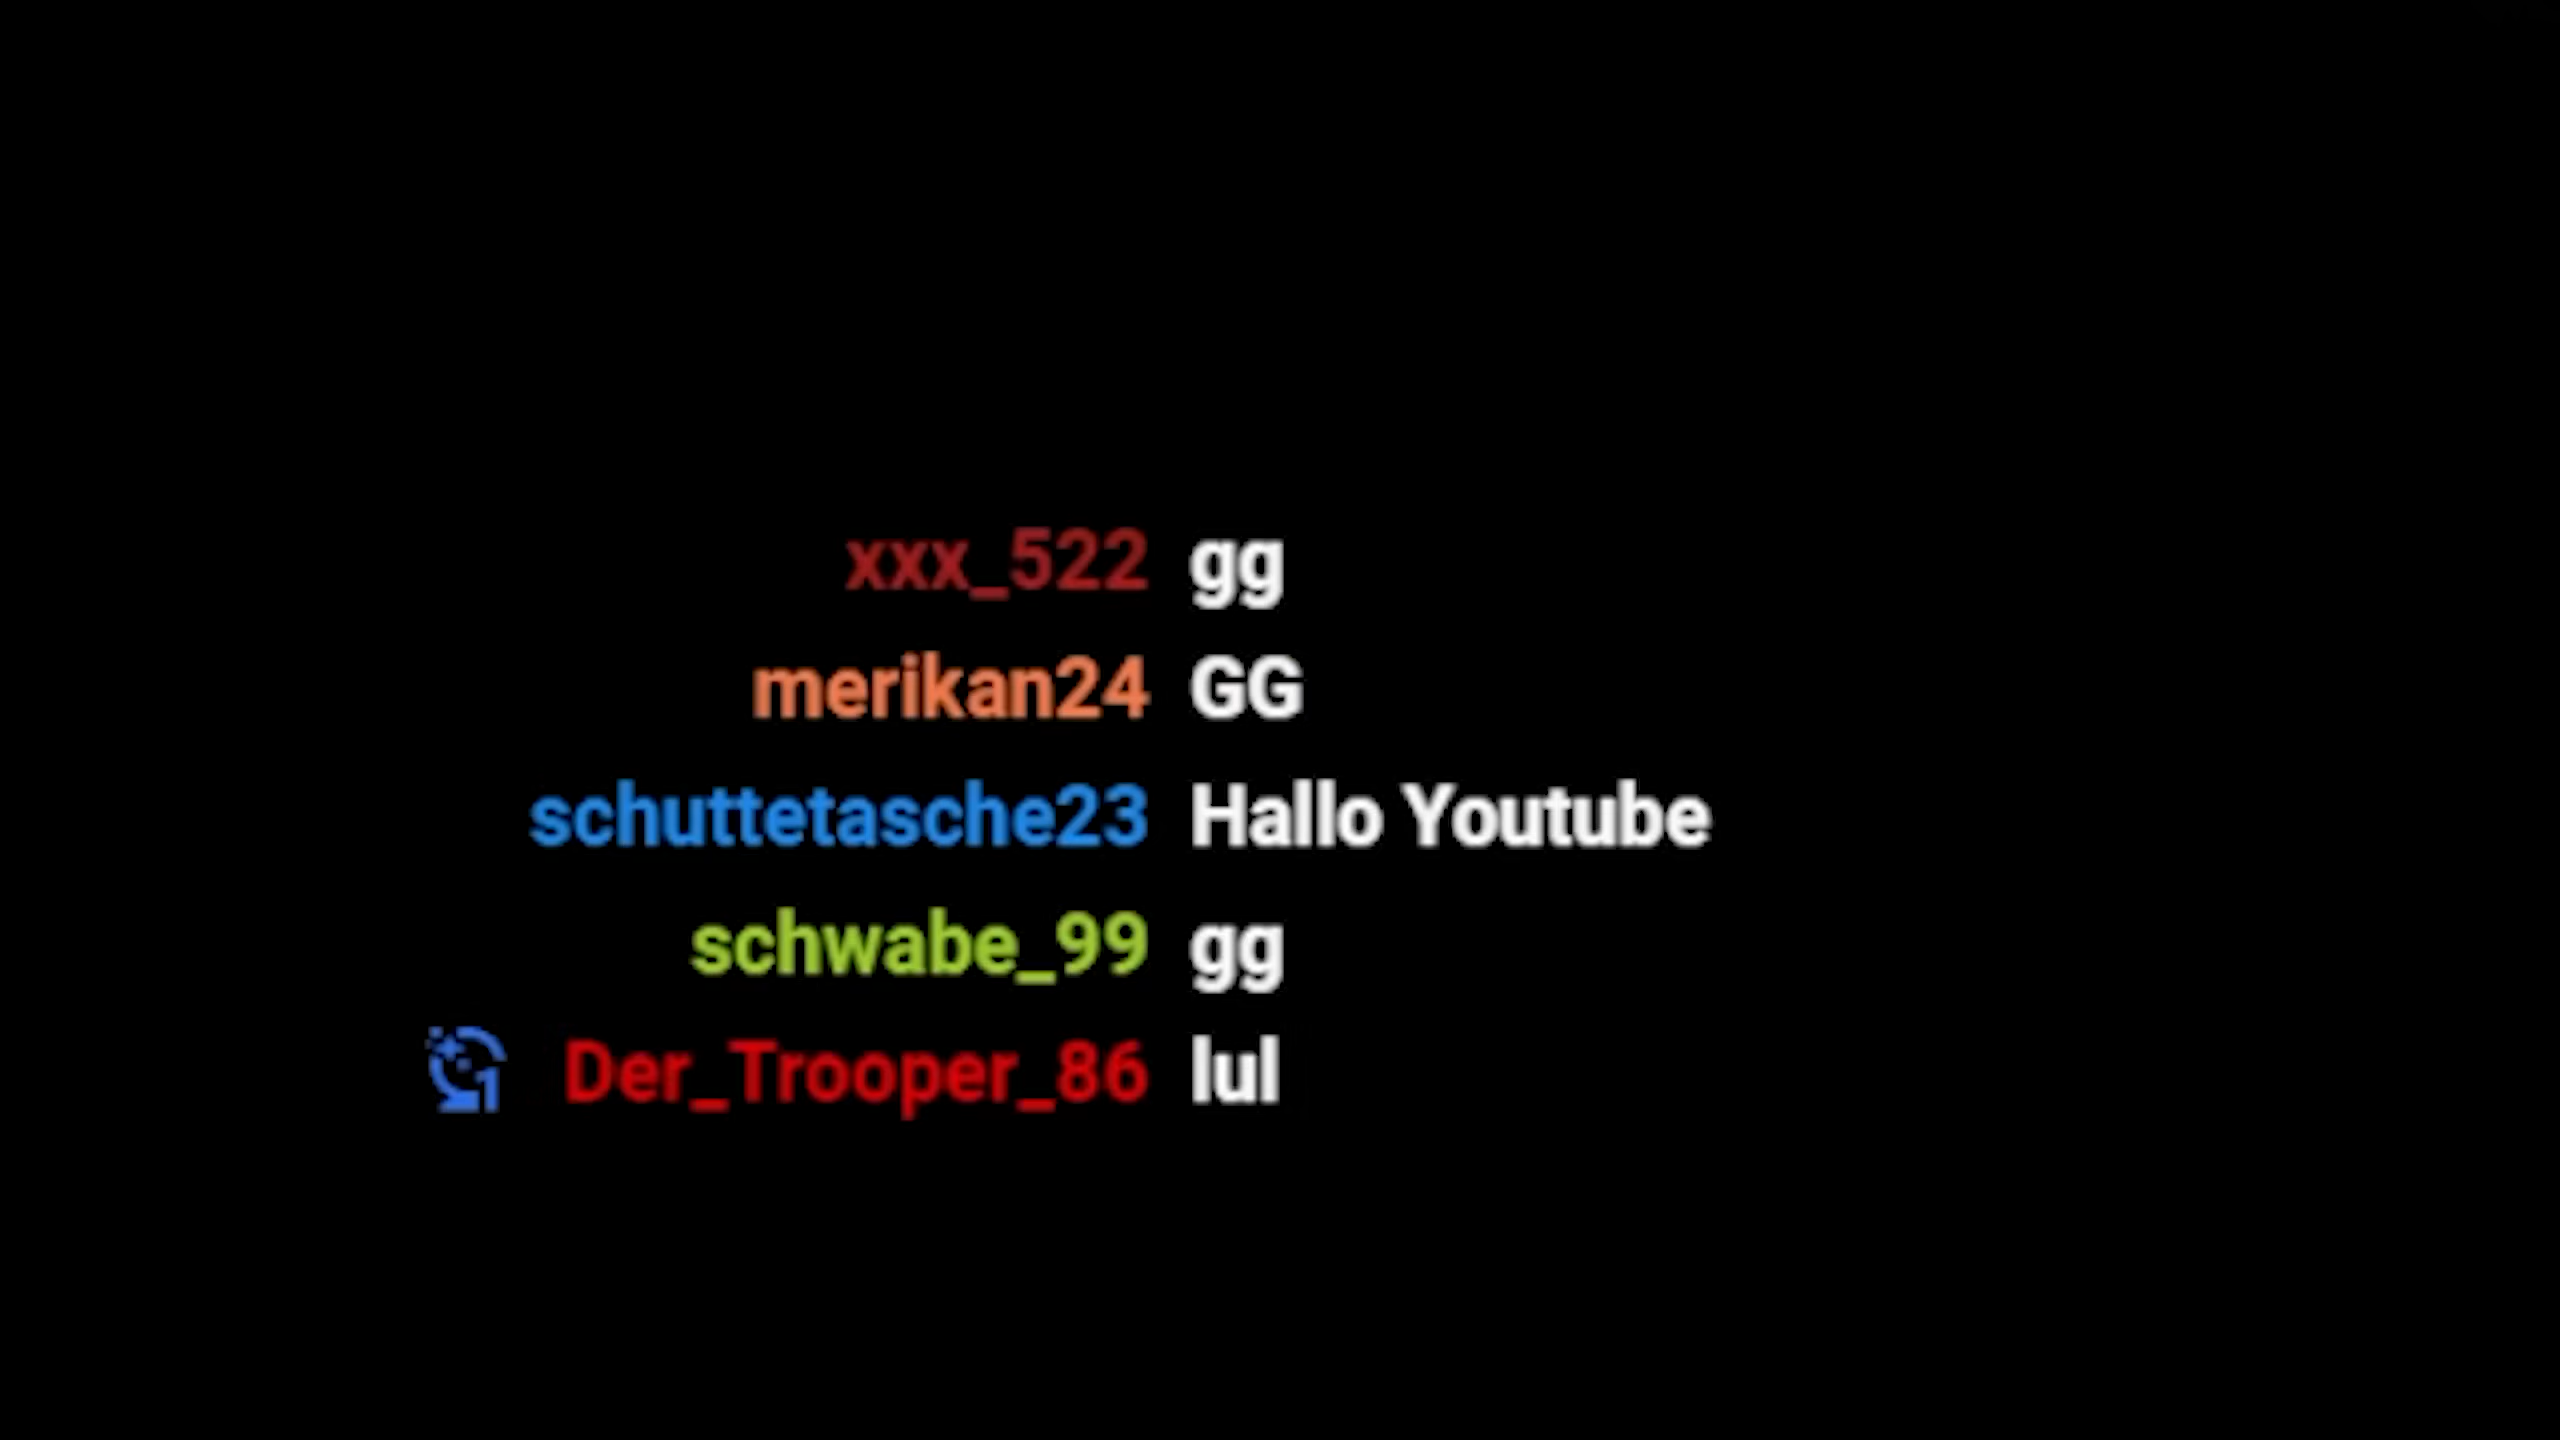 xxx_522 gg
merikan24 GG
schuttetasche23 Hallo Youtube
schwabe_99 gg
Der_Trooper_86 lul